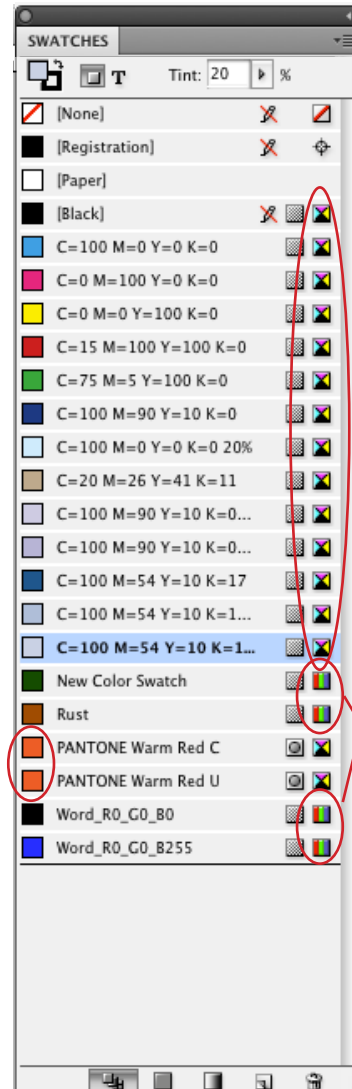 SWATCHES
T Tint: 20 %
[None]
[Registration]
[Paper]
[Black]
C=100 M=0 Y=0 K=0
C=0 M=100 Y=0 K=0
C=0 M=0 Y=100 K=0
C=15 M=100 Y=100 K=0
C=75 M=5 Y=100 K=0
C=100 M=90 Y=10 K=0
C=100 M=0 Y=0 K=0 20%
C=20 M=26 Y=41 K=11
C=100 M=90 Y=10 K=0...
C=100 M=90 Y=10 K=0...
C=100 M=54 Y=10 K=17
C=100 M=54 Y=10 K=1...
C=100 M=54 Y=10 K=1...
New Color Swatch
Rust
PANTONE Warm Red C
PANTONE Warm Red U
Word_R0_G0_B0
Word_R0_G0_B255